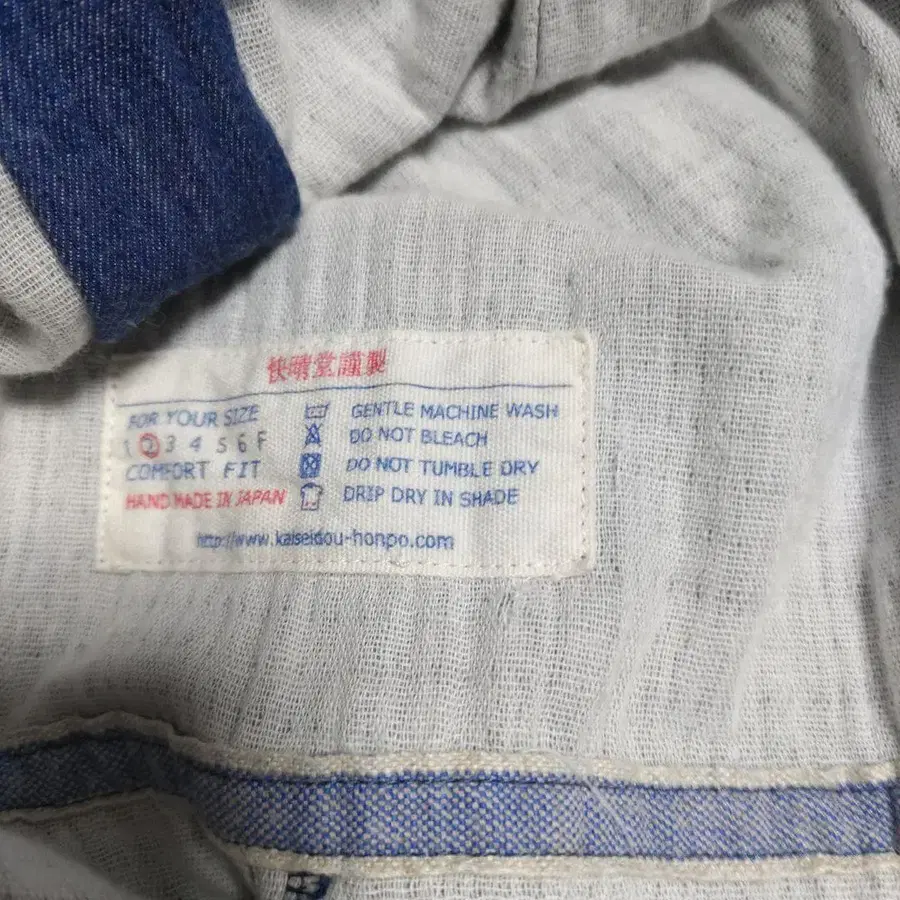 快晴堂謹製
FOR YOUR SIZE
1 2 3 4 5 6 F
COMFORT FIT
HAND MADE IN JAPAN
GENTLE MACHINE WASH
DO NOT BLEACH
DO NOT TUMBLE DRY
DRIP DRY IN SHADE
http://www.kaiseidou-honpo.com